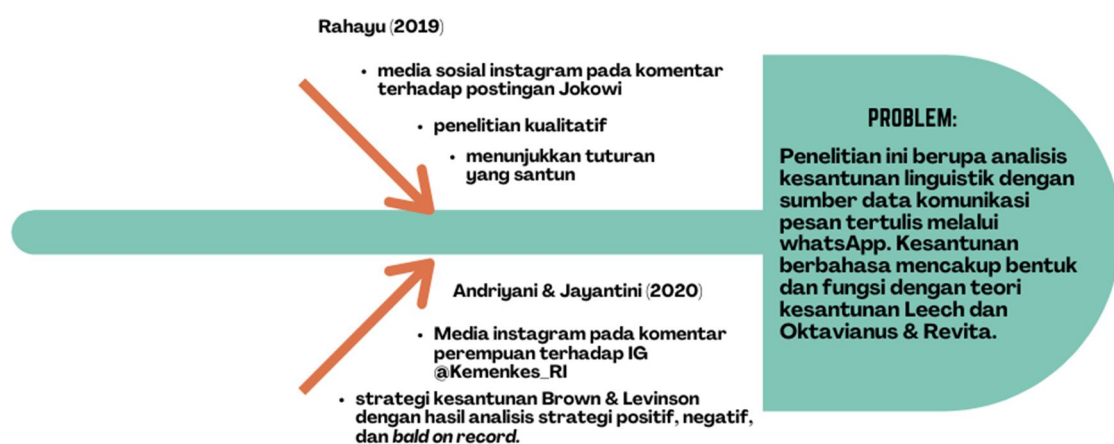 Rahayu (2019)
• media sosial instagram pada komentar
terhadap postingan Jokowi
• penelitian kualitatif
• menunjukkan tuturan
yang santun
Andriyani & Jayantini (2020)
• Media instagram pada komentar
perempuan terhadap IG
@Kemenkes_RI
• strategi kesantunan Brown & Levinson
dengan hasil analisis strategi positif, negatif,
dan bald on record.
PROBLEM:
Penelitian ini berupa analisis
kesantunan linguistik dengan
sumber data komunikasi
pesan tertulis melalui
whatsApp. Kesantunan
berbahasa mencakup bentuk
dan fungsi dengan teori
kesantunan Leech dan
Oktavianus & Revita.